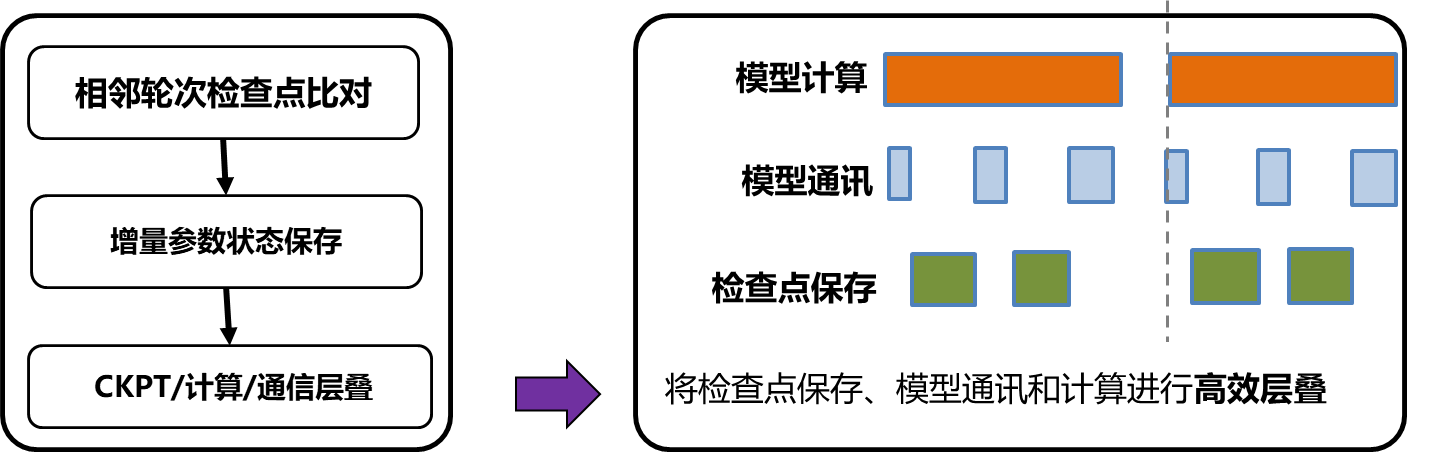 相邻轮次检查点比对
增量参数状态保存
CKPT/计算/通信层叠
模型计算
模型通讯
检查点保存
将检查点保存、模型通讯和计算进行高效层叠